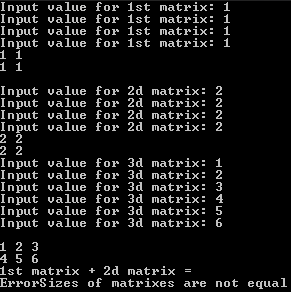 Input value for 1st matrix: 1
Input value for 1st matrix: 1
Input value for 1st matrix: 1
Input value for 1st matrix: 1
1 1
1 1
Input value for 2d matrix: 2
Input value for 2d matrix: 2
Input value for 2d matrix: 2
Input value for 2d matrix: 2
2 2
2 2
Input value for 3d matrix: 1
Input value for 3d matrix: 2
Input value for 3d matrix: 3
Input value for 3d matrix: 4
Input value for 3d matrix: 5
Input value for 3d matrix: 6
1 2 3
4 5 6
1st matrix + 2d matrix =
ErrorSizes of matrixes are not equal